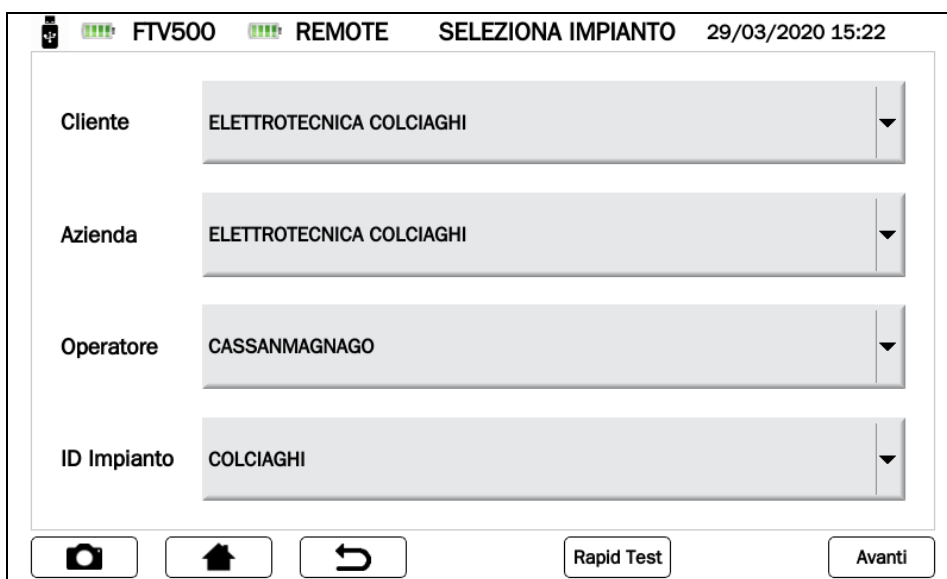 FTV500 REMOTE SELEZIONA IMPIANTO 29/03/2020 15:22
Cliente ELETTROTECNICA COLCIAGHI
Azienda ELETTROTECNICA COLCIAGHI
Operatore CASSANMAGNAGO
ID Impianto COLCIAGHI
Rapid Test Avanti